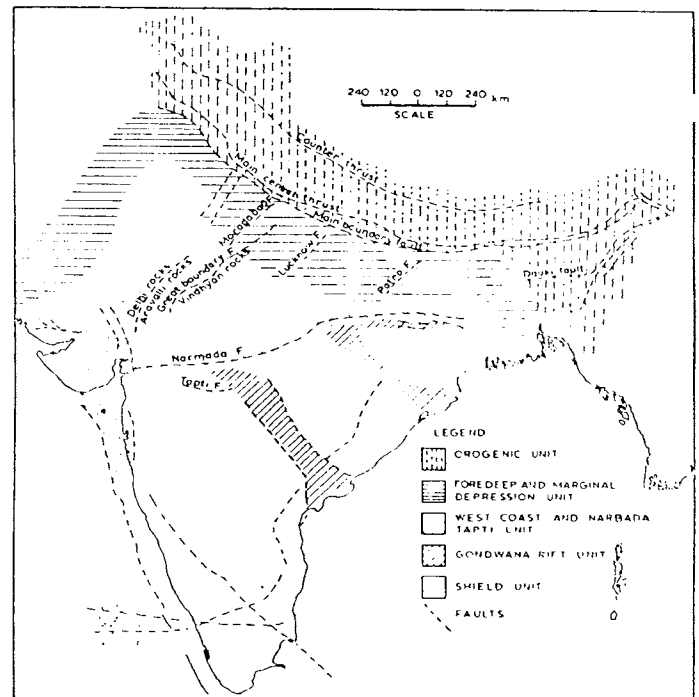 240 120 0 120 240 km
SCALE
Counter thrust
Main central thrust
Main boundary fault
Moradabad F.
Delhi rocks
Aravalli rocks
Great boundary F.
Vindhyan rocks
Lucknow F.
Patna F.
Dauki fault
Narmada F.
Tapti F.
LEGEND
OROGENIC UNIT
FOREDEEP AND MARGINAL
DEPRESSION UNIT
WEST COAST AND NARBADA
TAPTI UNIT
GONDWANA RIFT UNIT
SHIELD UNIT
FAULTS